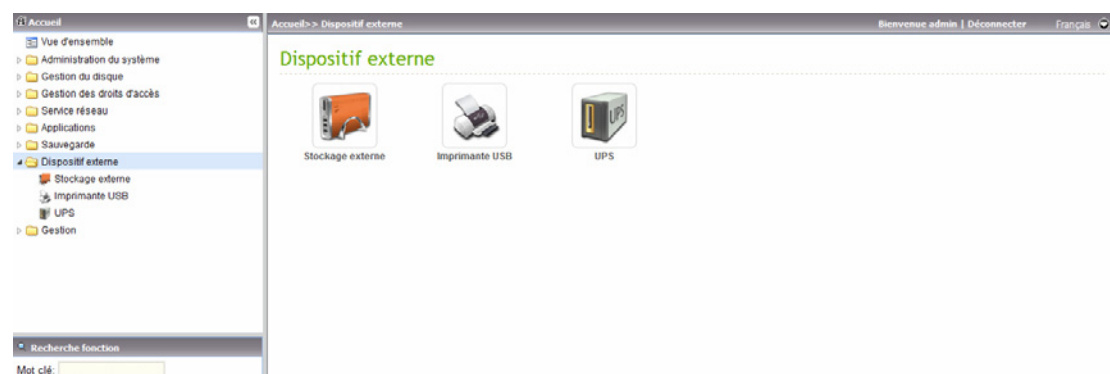 Accueil
Accueil>> Dispositif externe
Bienvenue admin | Déconnecter
Français
Vue d'ensemble
Administration du système
Gestion du disque
Gestion des droits d'accès
Service réseau
Applications
Sauvegarde
Dispositif externe
Stockage externe
Imprimante USB
UPS
Gestion
Recherche fonction
Mot clé:
Dispositif externe
UPS
Stockage externe
Imprimante USB
UPS